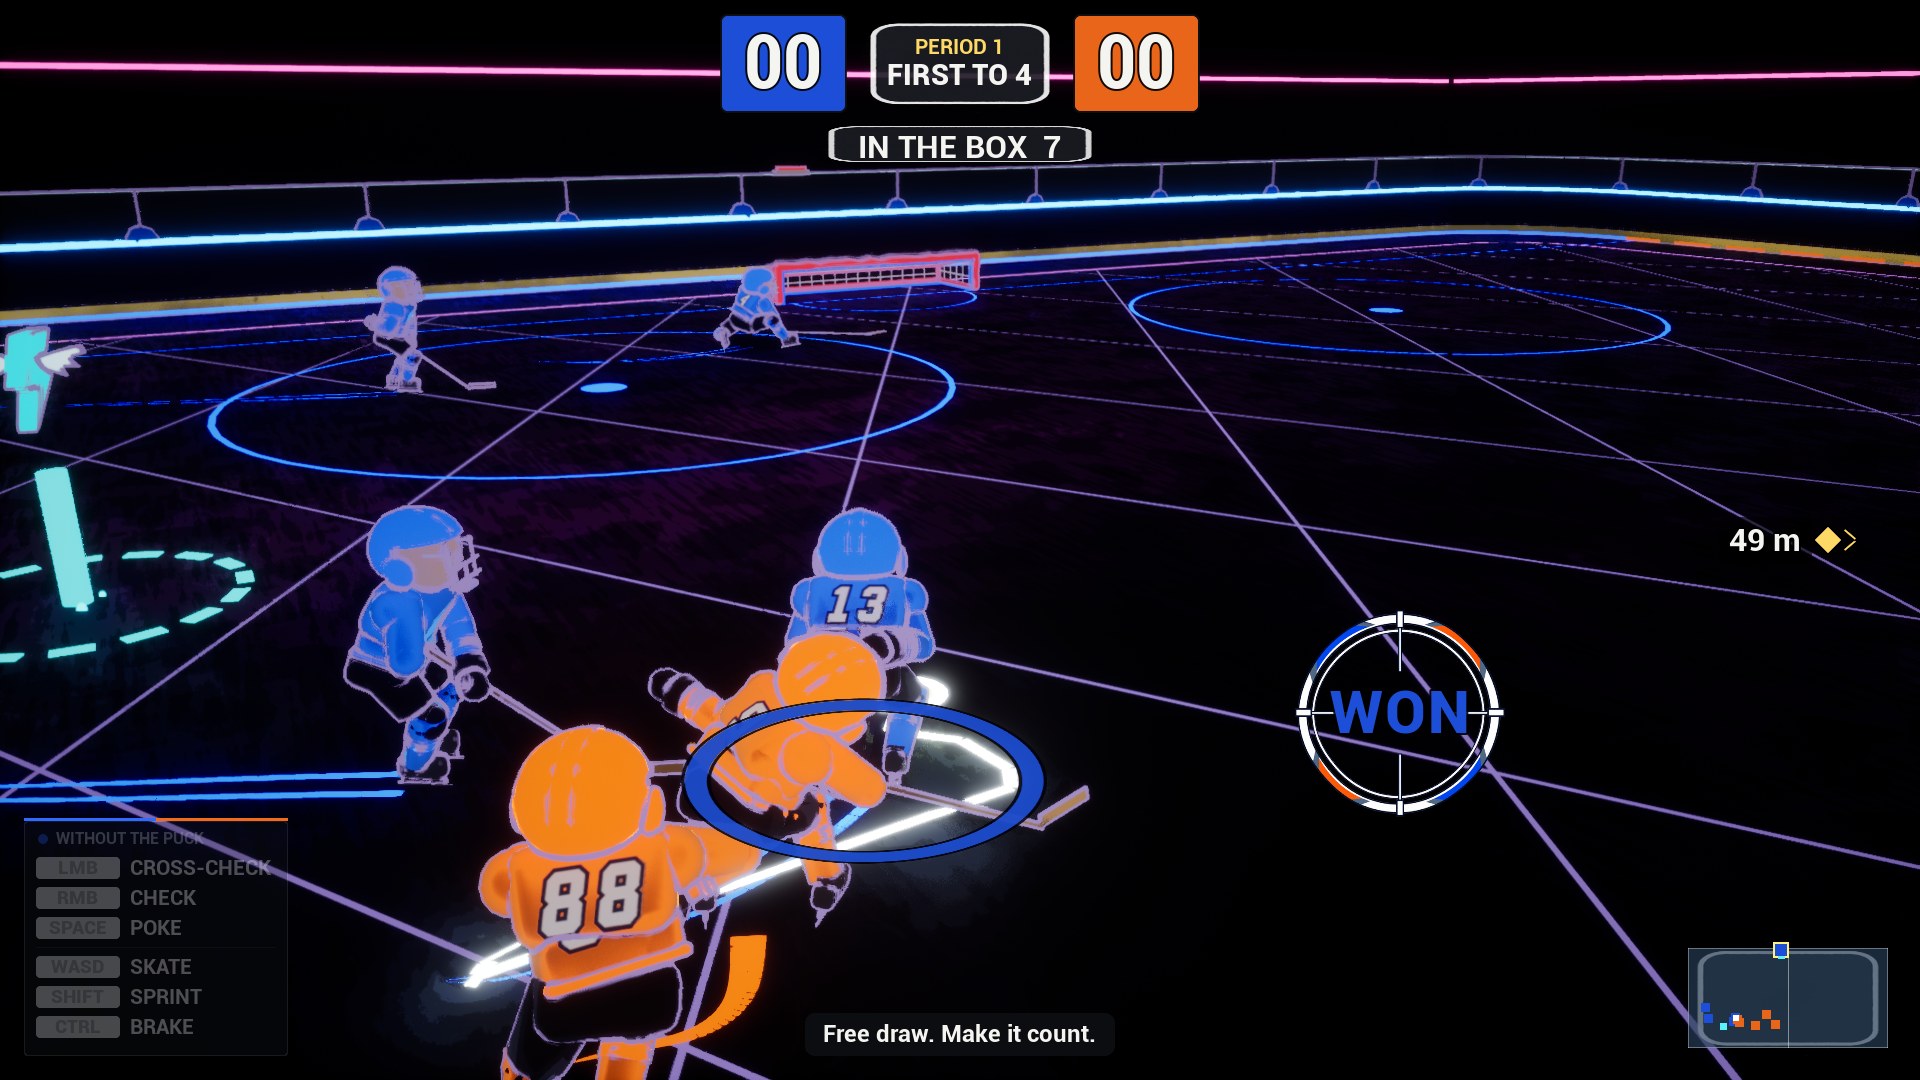 00
PERIOD 1
FIRST TO 4
00
IN THE BOX 7
49 m
13
WON
88
WITHOUT THE PUCK
LMB CROSS-CHECK
RMB CHECK
SPACE POKE
WASD SKATE
SHIFT SPRINT
CTRL BRAKE
Free draw. Make it count.